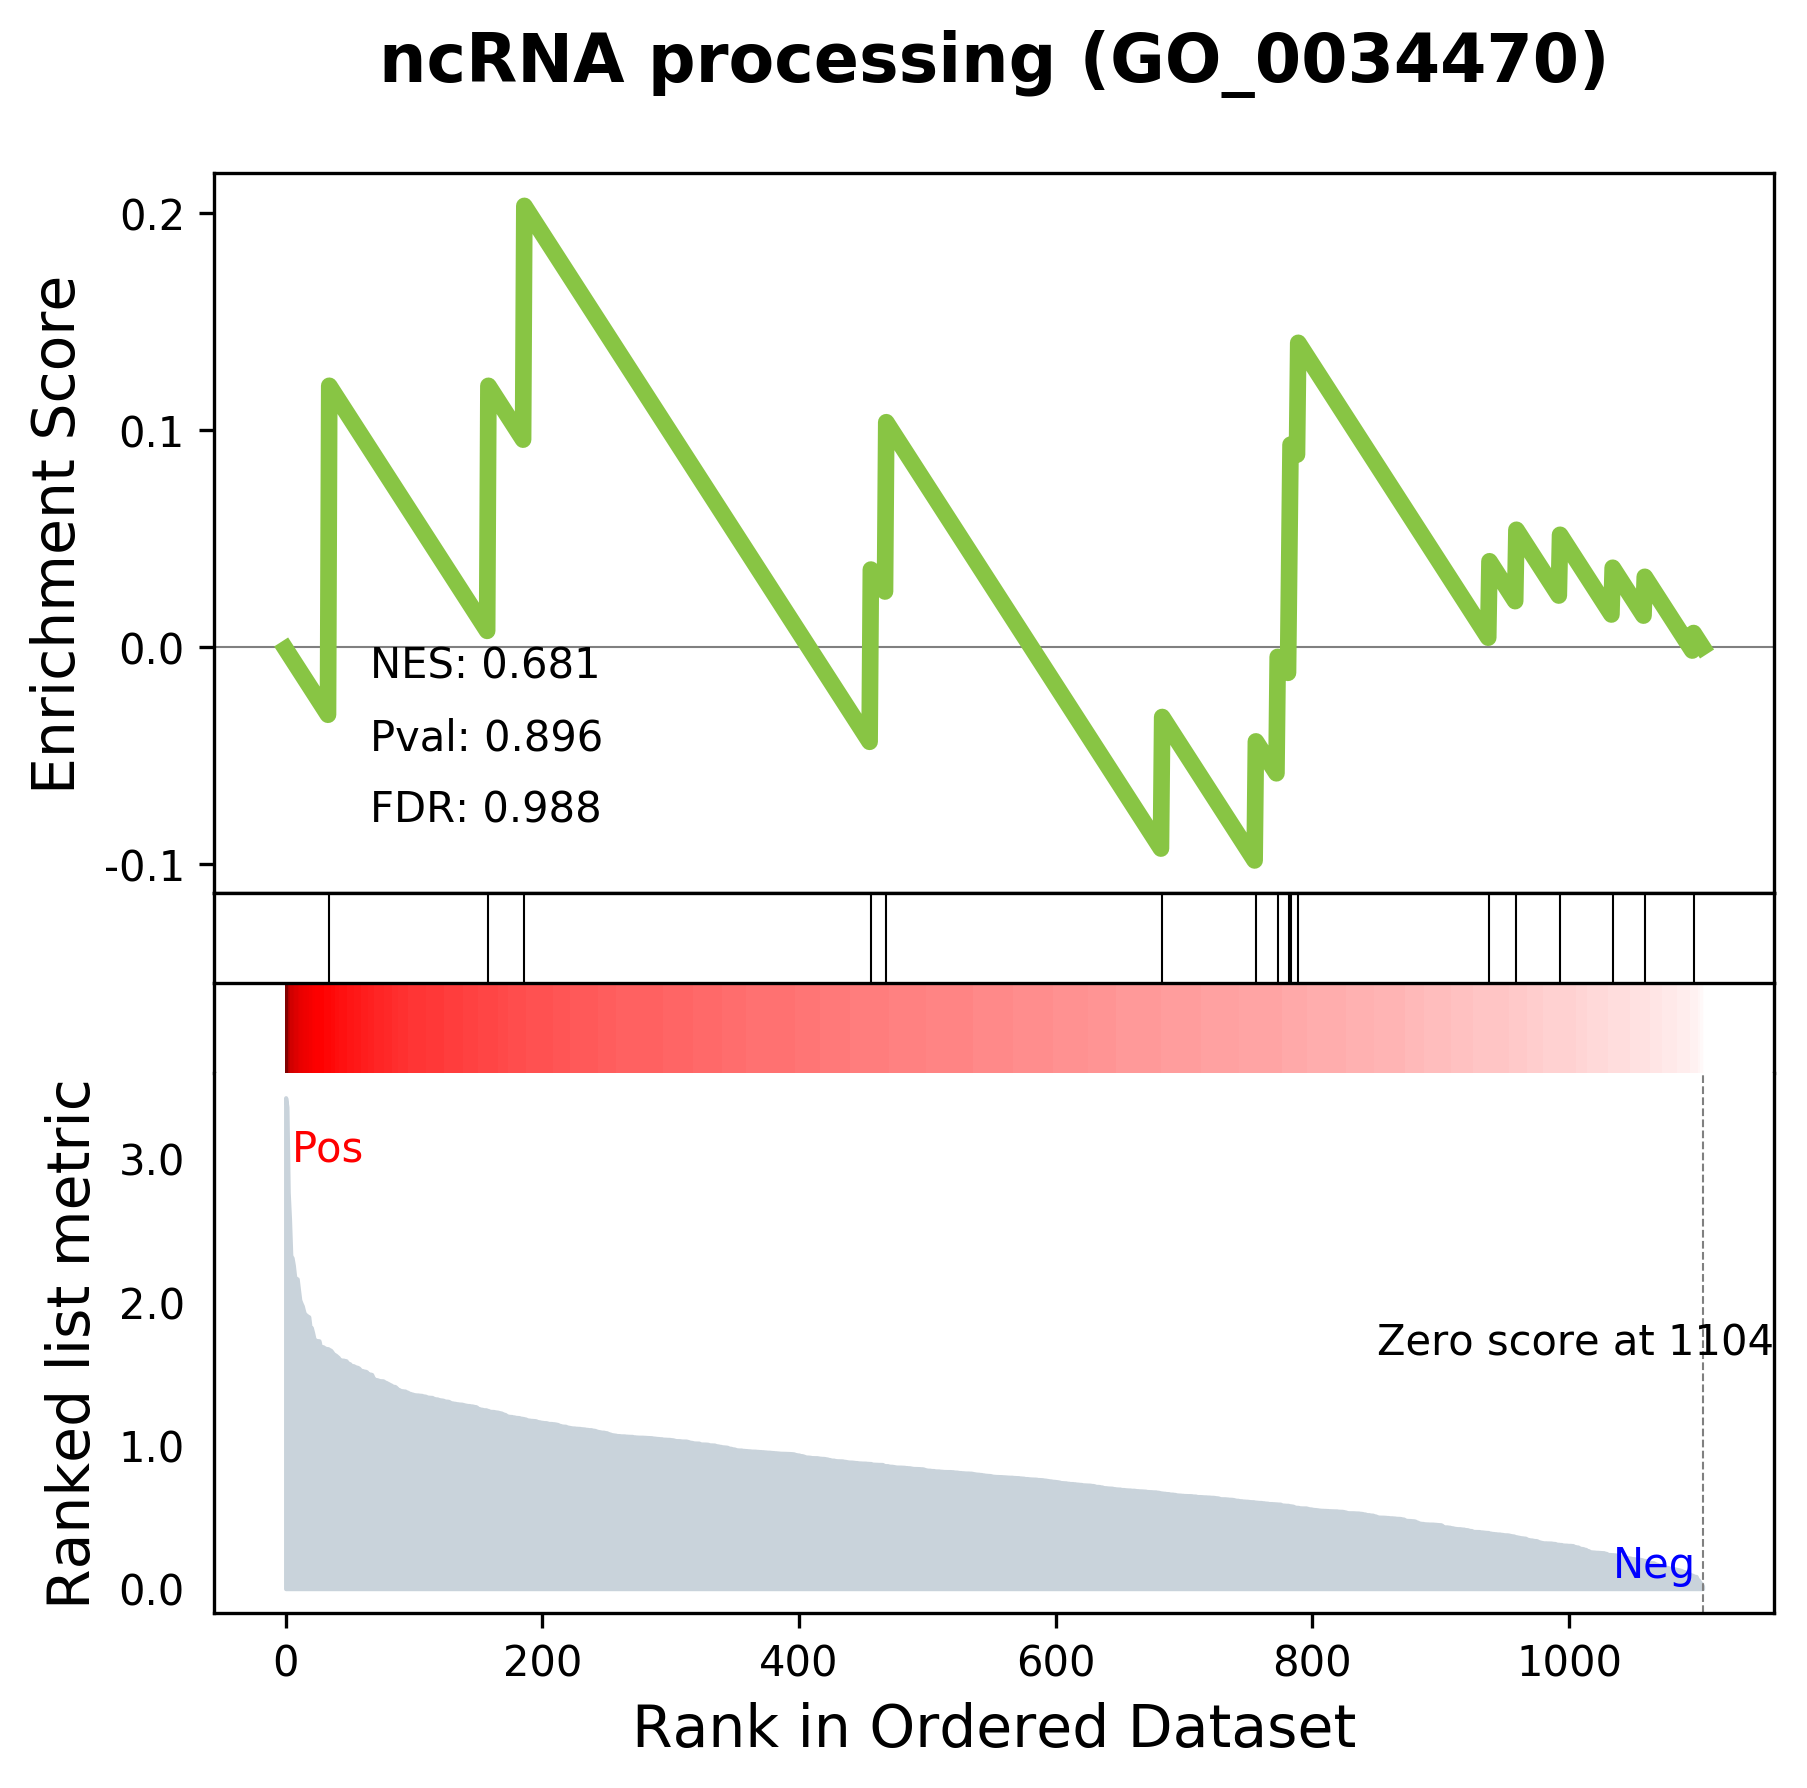 ncRNA processing (GO_0034470)
Enrichment Score
0.2
0.1
0.0
-0.1
NES: 0.681
Pval: 0.896
FDR: 0.988
Ranked list metric
3.0
2.0
1.0
0.0
Pos
Zero score at 1104
Neg
0 200 400 600 800 1000
Rank in Ordered Dataset